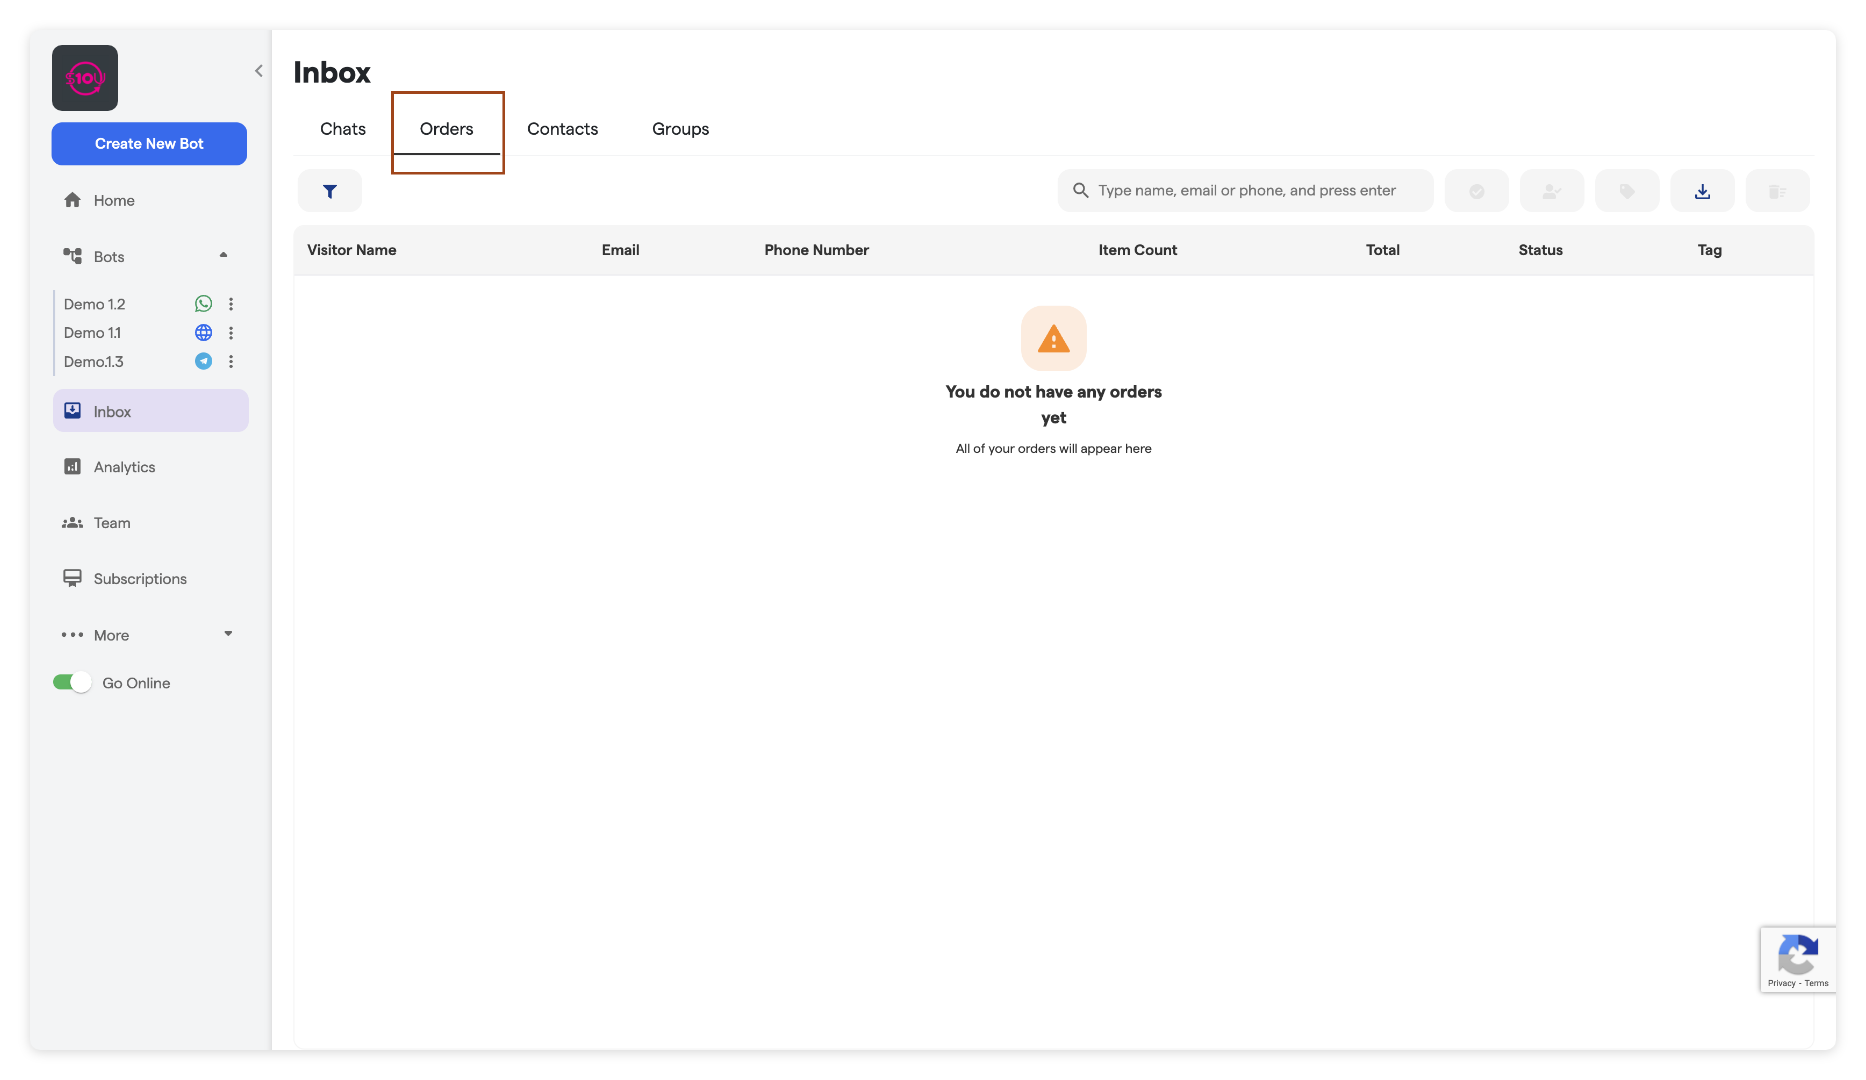 $10U
Create New Bot
Home
Bots
Demo 1.2
Demo 1.1
Demo.1.3
Inbox
Analytics
Team
Subscriptions
More
Go Online
Inbox
Chats Orders Contacts Groups
Type name, email or phone, and press enter
Visitor Name Email Phone Number Item Count Total Status Tag
You do not have any orders
yet
All of your orders will appear here
Privacy - Terms